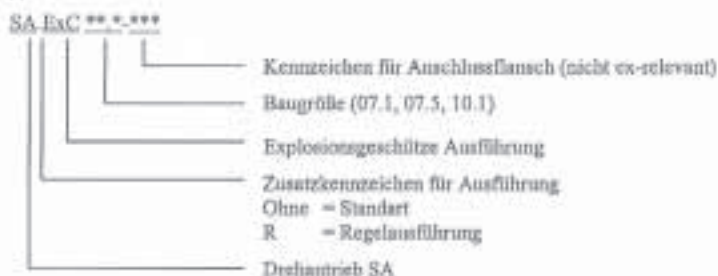 SA ExC **.*-***
Kennzeichen für Anschlussflansch (nicht ex-relevant)
Baugröße (07.1, 07.5, 10.1)
Explosionsgeschütze Ausführung
Zusatzkennzeichen für Ausführung
Ohne = Standart
R = Regelausführung
Drehantrieb SA